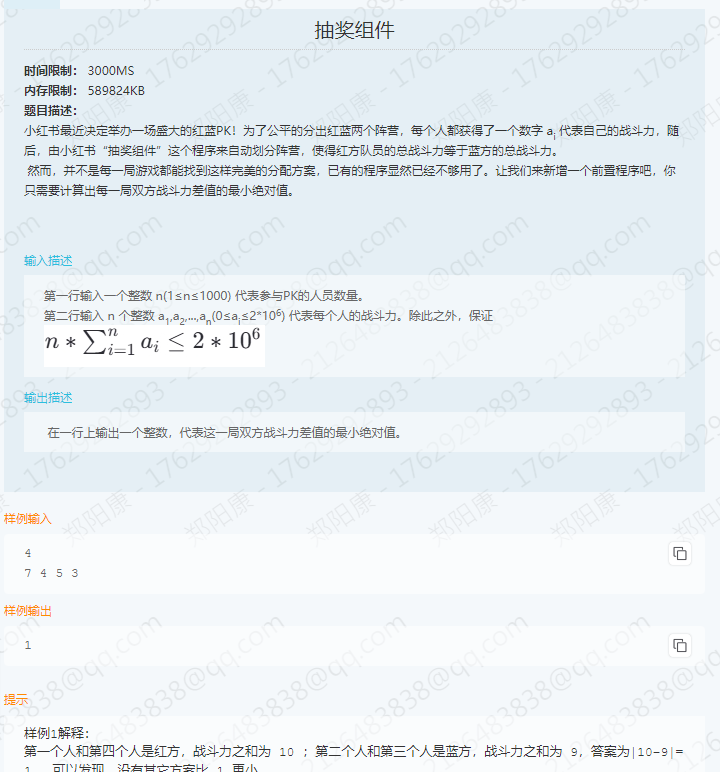 抽奖组件
时间限制： 3000MS
内存限制： 589824KB
题目描述：
小红书最近决定举办一场盛大的红蓝PK！为了公平的分出红蓝两个阵营，每个人都获得了一个数字 ai 代表自己的战斗力，随
后，由小红书“抽奖组件”这个程序来自动划分阵营，使得红方队员的总战斗力等于蓝方的总战斗力。
然而，并不是每一局游戏都能找到这样完美的分配方案，已有的程序显然已经不够用了。让我们来新增一个前置程序吧，你
只需要计算出每一局双方战斗力差值的最小绝对值。
输入描述
第一行输入一个整数 n(1≤n≤1000) 代表参与PK的人员数量。
第二行输入 n 个整数 a1,a2,...,an(0≤ai≤2*10^6) 代表每个人的战斗力。除此之外，保证
n * ∑_{i=1}^{n} a_i ≤ 2 * 10^6
输出描述
在一行上输出一个整数，代表这一局双方战斗力差值的最小绝对值。
样例输入
4
7 4 5 3
样例输出
1
提示
样例1解释：
第一个人和第四个人是红方，战斗力之和为 10 ；第二个人和第三个人是蓝方，战斗力之和为 9，答案为|10-9|=
1 ，可以发现，没有其它方案比 1 更小